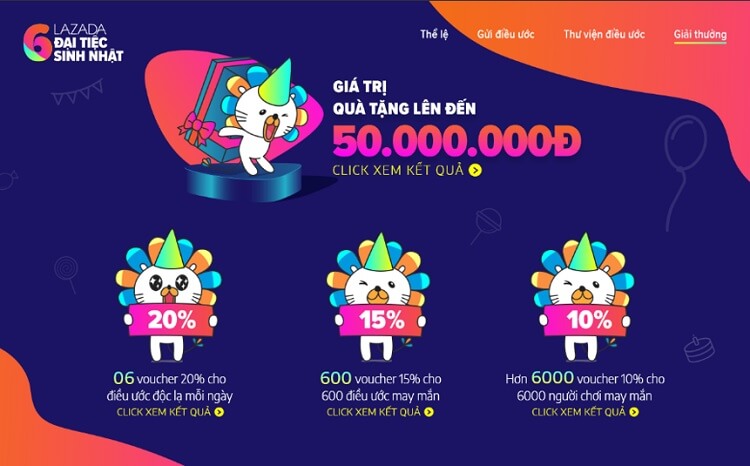 6 LAZADA
ĐẠI TIỆC
SINH NHẬT
Thể lệ
Gửi điều ước
Thư viện điều ước
Giải thưởng
GIÁ TRỊ
QUÀ TẶNG LÊN ĐẾN
50.000.000Đ
CLICK XEM KẾT QUẢ
20%
15%
10%
06 voucher 20% cho
điều ước độc lạ mỗi ngày
CLICK XEM KẾT QUẢ
600 voucher 15% cho
600 điều ước may mắn
CLICK XEM KẾT QUẢ
Hơn 6000 voucher 10% cho
6000 người chơi may mắn
CLICK XEM KẾT QUẢ